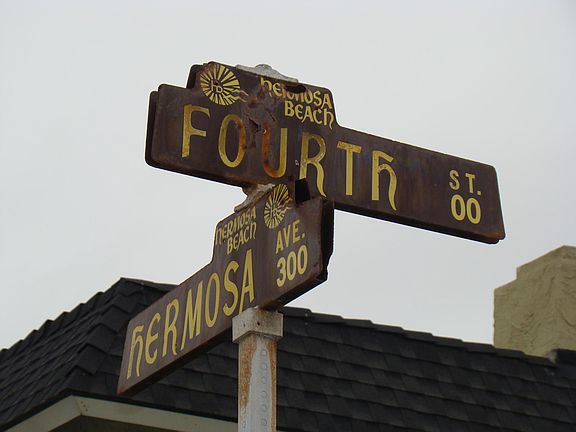 HERMOSA
BEACH
FOURTH ST.
00
HERMOSA
BEACH
HERMOSA AVE.
300